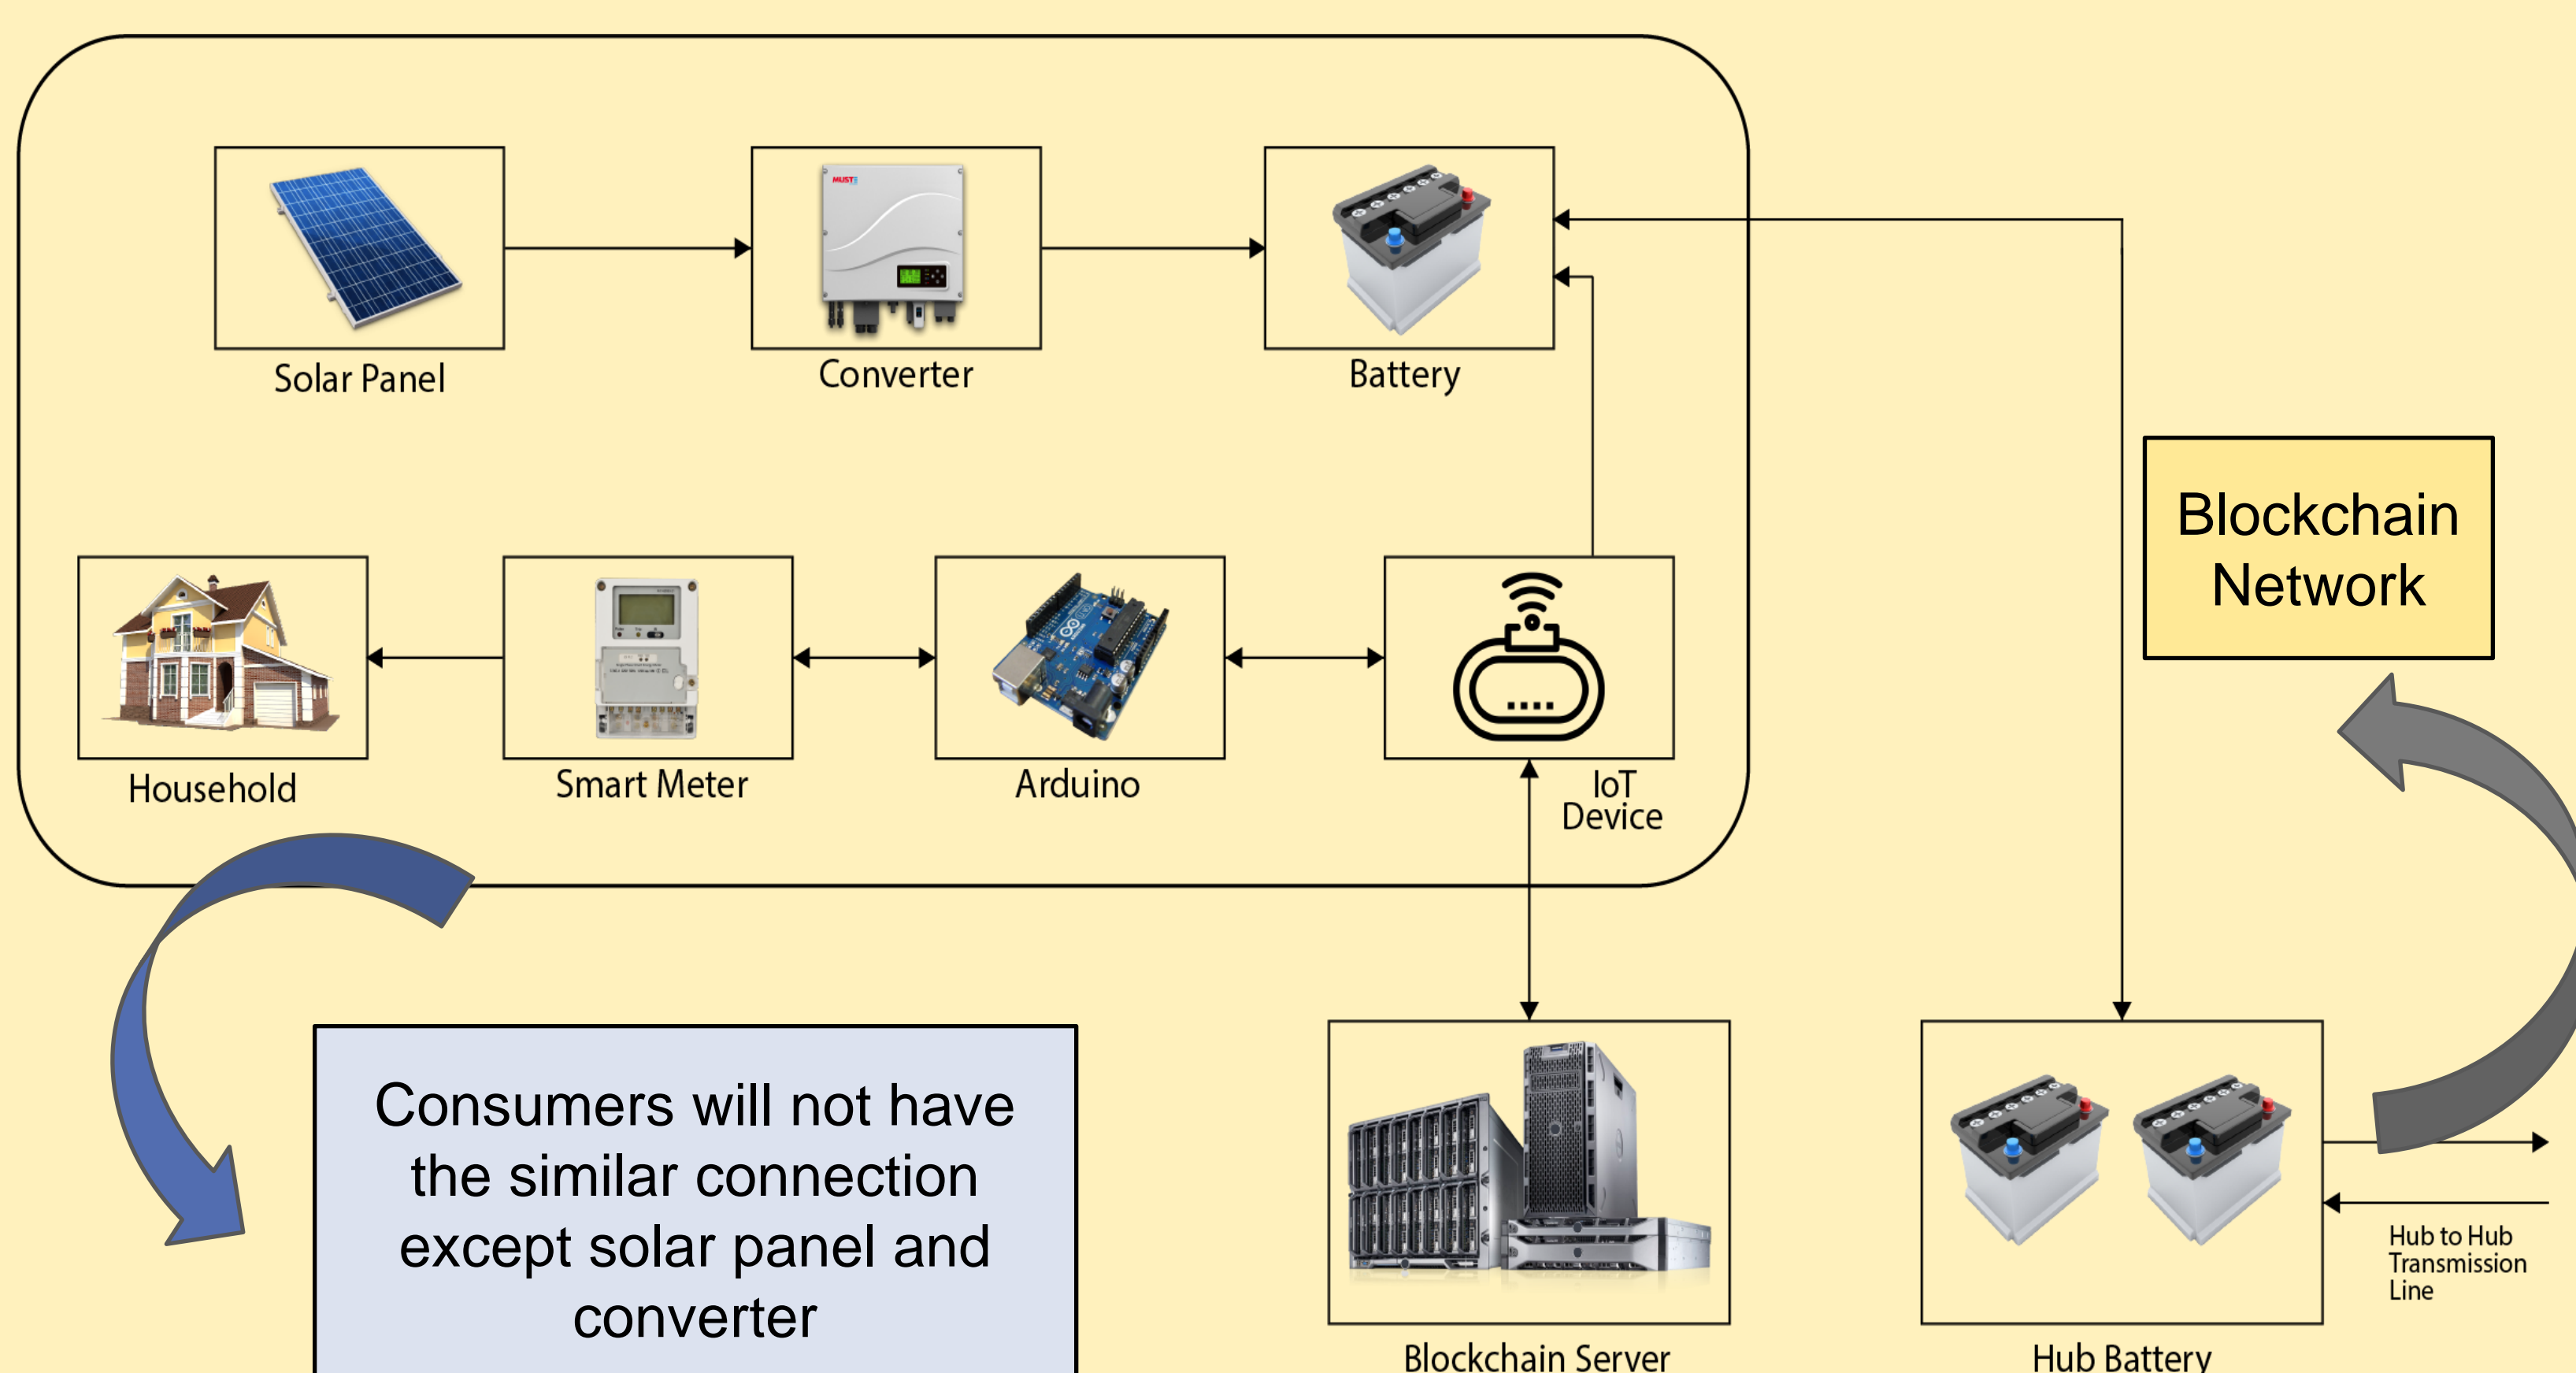 MUST
Solar Panel
Converter
Battery
Blockchain
Network
Household
Smart Meter
Arduino
IoT
Device
Consumers will not have
the similar connection
except solar panel and
converter
Hub to Hub
Transmission
Line
Blockchain Server
Hub Battery